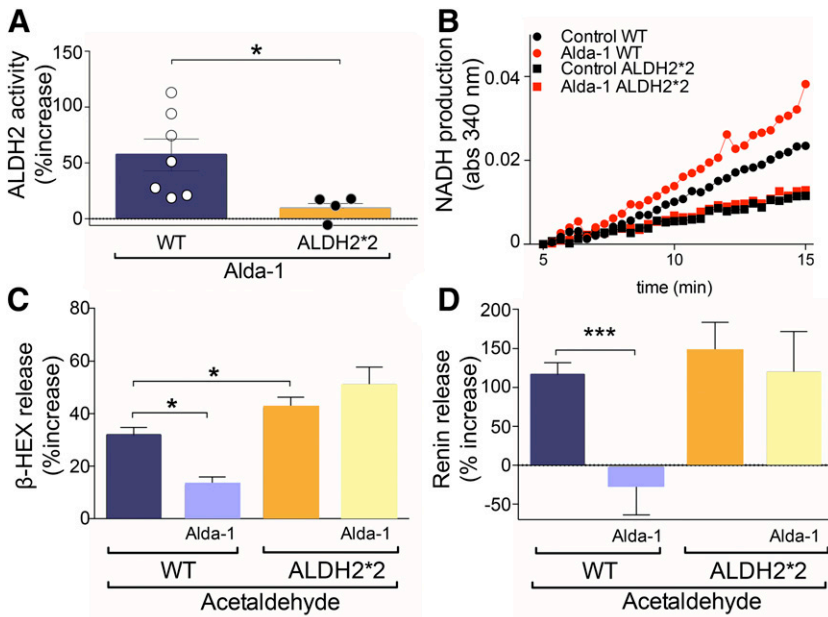 A
ALDH2 activity
(%increase)
150
100
50
0
*
WT
ALDH2*2
Alda-1
B
NADH production
(abs 340 nm)
Control WT
Alda-1 WT
Control ALDH2*2
Alda-1 ALDH2*2
0.04
0.02
0
5
10
15
time (min)
C
β-HEX release
(%increase)
80
60
40
20
0
*
*
Alda-1
Alda-1
WT
ALDH2*2
Acetaldehyde
D
Renin release
(% increase)
200
150
100
50
0
-50
***
Alda-1
Alda-1
WT
ALDH2*2
Acetaldehyde